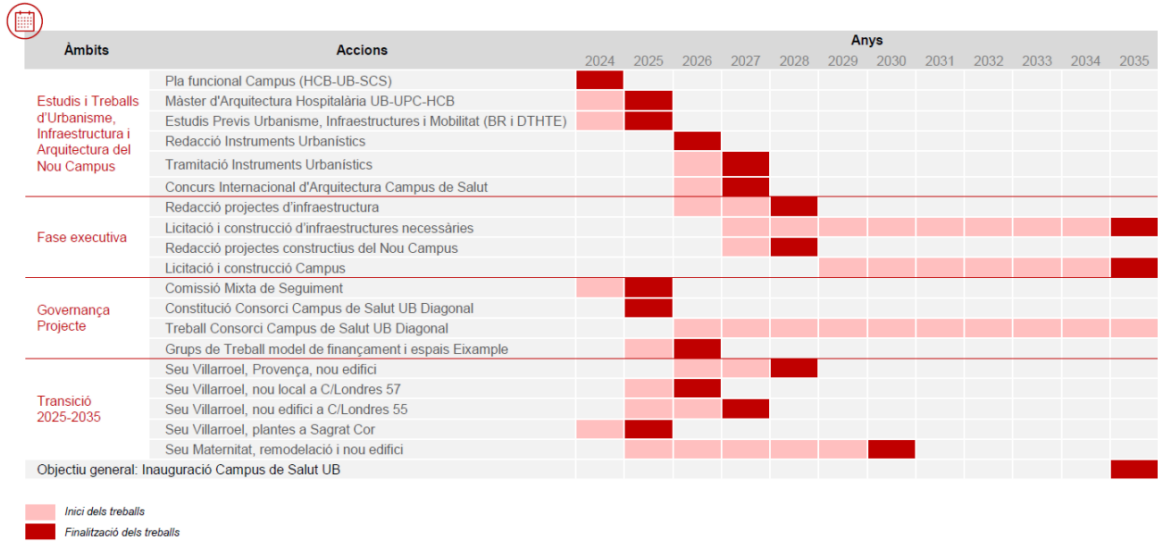 Àmbits
Accions
Anys
2024 2025 2026 2027 2028 2029 2030 2031 2032 2033 2034 2035
Estudis i Treballs
d'Urbanisme,
Infraestructura i
Arquitectura del
Nou Campus
Pla funcional Campus (HCB-UB-SCS)
Màster d'Arquitectura Hospitalària UB-UPC-HCB
Estudis Previs Urbanisme, Infraestructures i Mobilitat (BR i DTHTE)
Redacció Instruments Urbanístics
Tramitació Instruments Urbanístics
Concurs Internacional d'Arquitectura Campus de Salut
Fase executiva
Redacció projectes d'infraestructura
Licitació i construcció d'infraestructures necessàries
Redacció projectes constructius del Nou Campus
Licitació i construcció Campus
Governança
Projecte
Comissió Mixta de Seguiment
Constitució Consorci Campus de Salut UB Diagonal
Treball Consorci Campus de Salut UB Diagonal
Grups de Treball model de finançament i espais Eixample
Transició
2025-2035
Seu Villarroel, Provença, nou edifici
Seu Villarroel, nou local a C/Londres 57
Seu Villarroel, nou edifici a C/Londres 55
Seu Villarroel, plantes a Sagrat Cor
Seu Maternitat, remodelació i nou edifici
Objectiu general: Inauguració Campus de Salut UB
Inici dels treballs
Finalització dels treballs